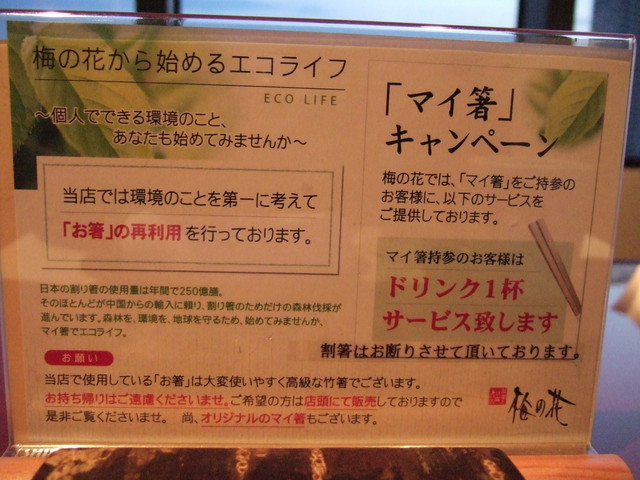 梅の花から始めるエコライフ
ECO LIFE
～個人でできる環境のこと、
あなたも始めてみませんか～
当店では環境のことを第一に考えて
「お箸」の再利用を行っております。
日本の割り箸の使用量は年間で250億膳。
そのほとんどが中国からの輸入に頼り、割り箸のためだけの森林伐採が
進んでいます。森林を、環境を、地球を守るため、始めてみませんか、
マイ箸でエコライフ。
「マイ箸」
キャンペーン
梅の花では、「マイ箸」をご持参の
お客様に、以下のサービスを
ご提供しております。
マイ箸持参のお客様は
ドリンク1杯
サービス致します
割箸はお断りさせて頂いております。
お願い
当店で使用している「お箸」は大変使いやすく高級な竹箸でございます。
お持ち帰りはご遠慮くださいませ。ご希望の方は店頭にて販売しておりますので
是非ご覧くださいませ。 尚、オリジナルのマイ箸もございます。
梅の花